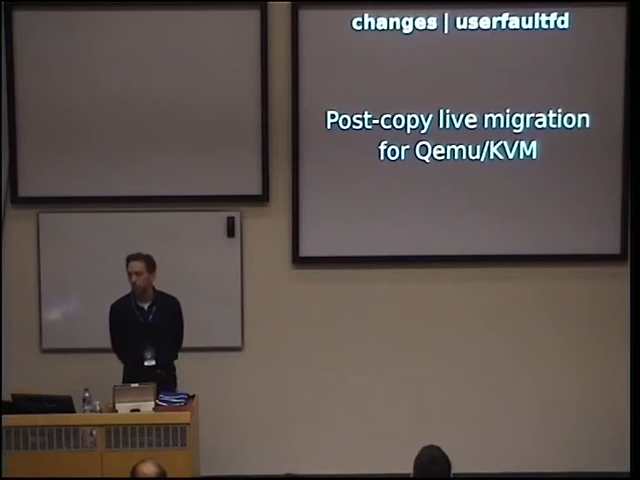 changes | userfaultfd
Post-copy live migration
for Qemu/KVM